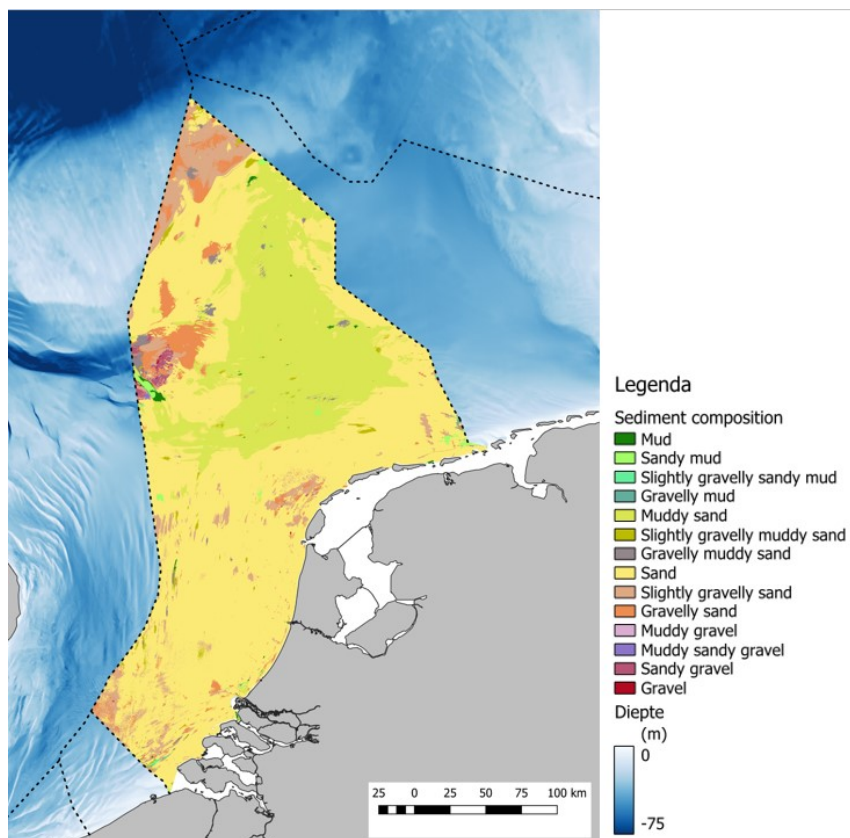 Legenda
Sediment composition
Mud
Sandy mud
Slightly gravelly sandy mud
Gravelly mud
Muddy sand
Slightly gravelly muddy sand
Gravelly muddy sand
Sand
Slightly gravelly sand
Gravelly sand
Muddy gravel
Muddy sandy gravel
Sandy gravel
Gravel
Diepte
(m)
0
-75
25 0 25 50 75 100 km